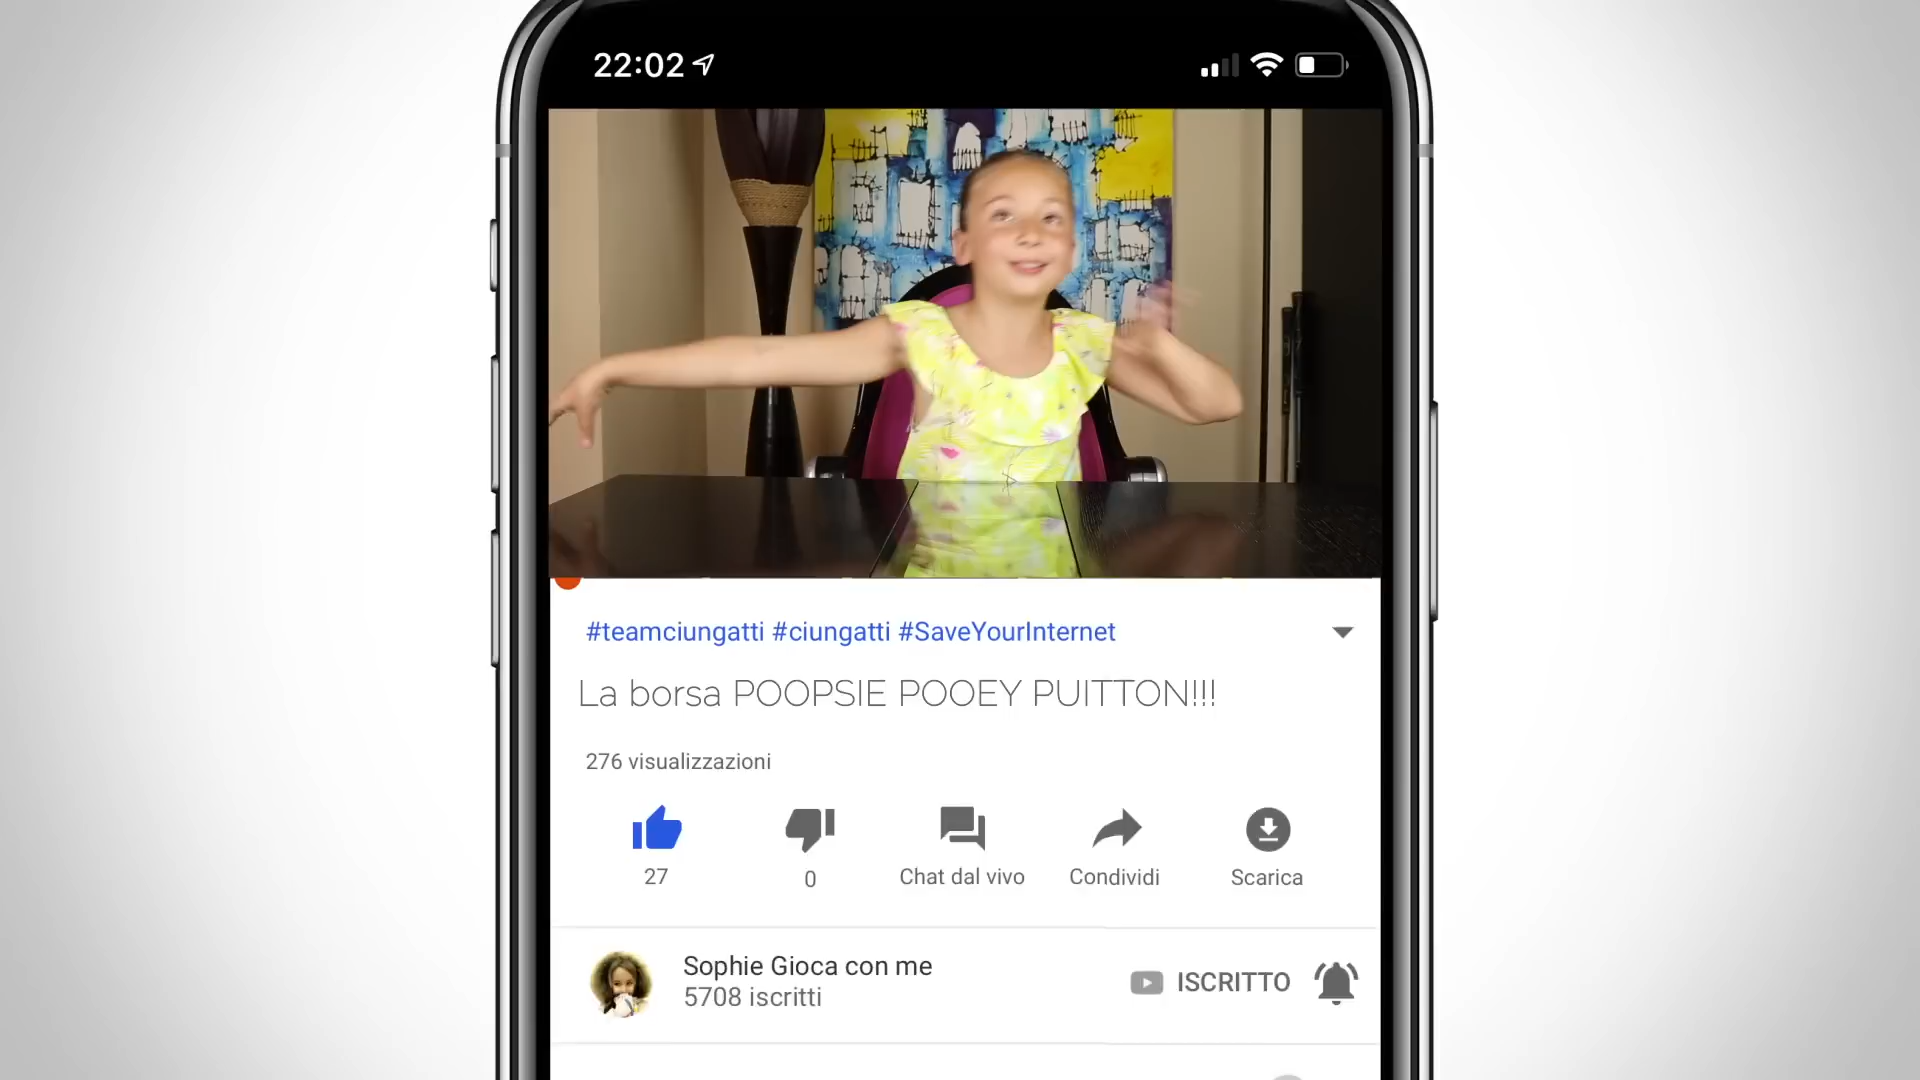 22:02
#teamciungatti #ciungatti #SaveYourInternet
La borsa POOPSIE POOEY PUITTON!!!
276 visualizzazioni
27
0
Chat dal vivo
Condividi
Scarica
Sophie Gioca con me
5708 iscritti
ISCRITTO